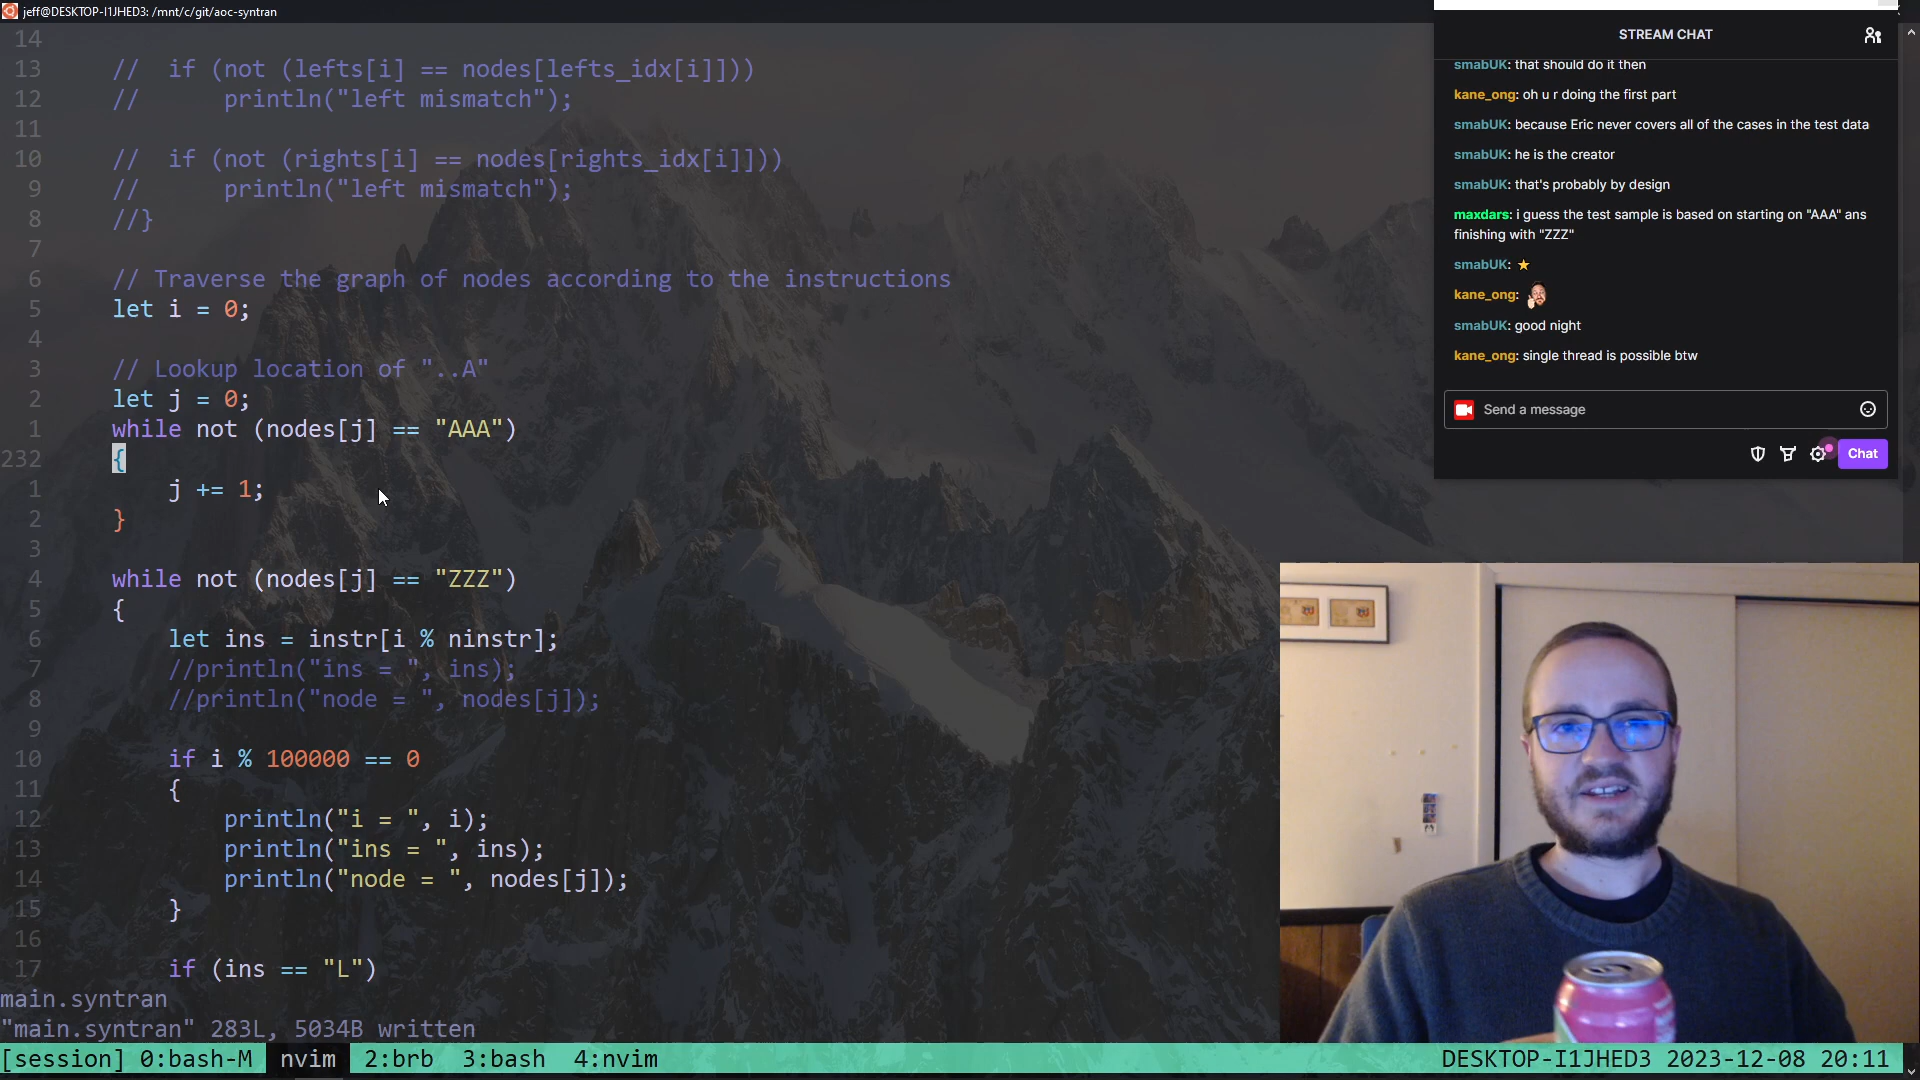 jeff@DESKTOP-I1JHED3: /mnt/c/git/aoc-syntran
14
13 //  if (not (lefts[i] == nodes[lefts_idx[i]]))
12 //      println("left mismatch");
11
10 //  if (not (rights[i] == nodes[rights_idx[i]]))
9 //      println("left mismatch");
8 //}
7
6 // Traverse the graph of nodes according to the instructions
5 let i = 0;
4
3 // Lookup location of "..A"
2 let j = 0;
1 while not (nodes[j] == "AAA")
232 {
1 j += 1;
2 }
3
4 while not (nodes[j] == "ZZZ")
5 {
6 let ins = instr[i % ninstr];
7 //println("ins = ", ins);
8 //println("node = ", nodes[j]);
9
10 if i % 100000 == 0
11 {
12 println("i = ", i);
13 println("ins = ", ins);
14 println("node = ", nodes[j]);
15 }
16
17 if (ins == "L")
main.syntran
"main.syntran" 283L, 5034B written
[session] 0:bash-M nvim 2:brb 3:bash 4:nvim
DESKTOP-I1JHED3 2023-12-08 20:11
STREAM CHAT
smabUK: that should do it then
kane_ong: oh u r doing the first part
smabUK: because Eric never covers all of the cases in the test data
smabUK: he is the creator
smabUK: that's probably by design
maxdars: i guess the test sample is based on starting on "AAA" ans
finishing with "ZZZ"
smabUK:
kane_ong:
smabUK: good night
kane_ong: single thread is possible btw
Send a message
Chat